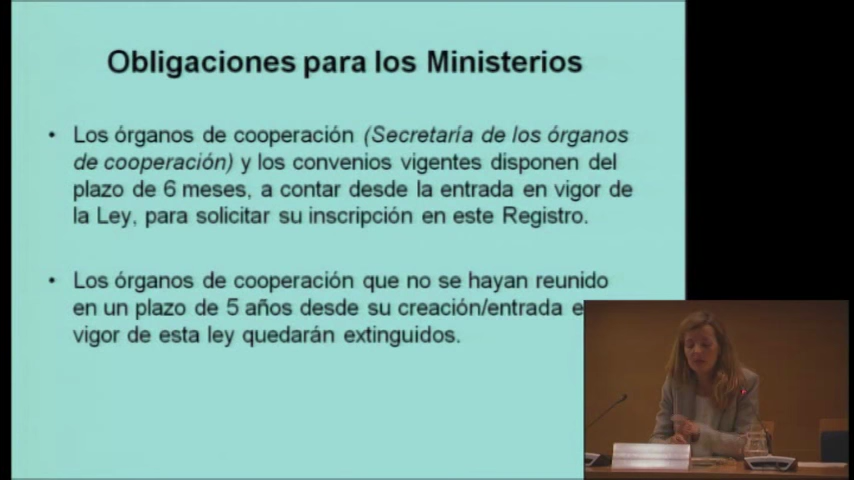 Obligaciones para los Ministerios
• Los órganos de cooperación (Secretaría de los órganos
de cooperación) y los convenios vigentes disponen del
plazo de 6 meses, a contar desde la entrada en vigor de
la Ley, para solicitar su inscripción en este Registro.
• Los órganos de cooperación que no se hayan reunido
en un plazo de 5 años desde su creación/entrada e
vigor de esta ley quedarán extinguidos.